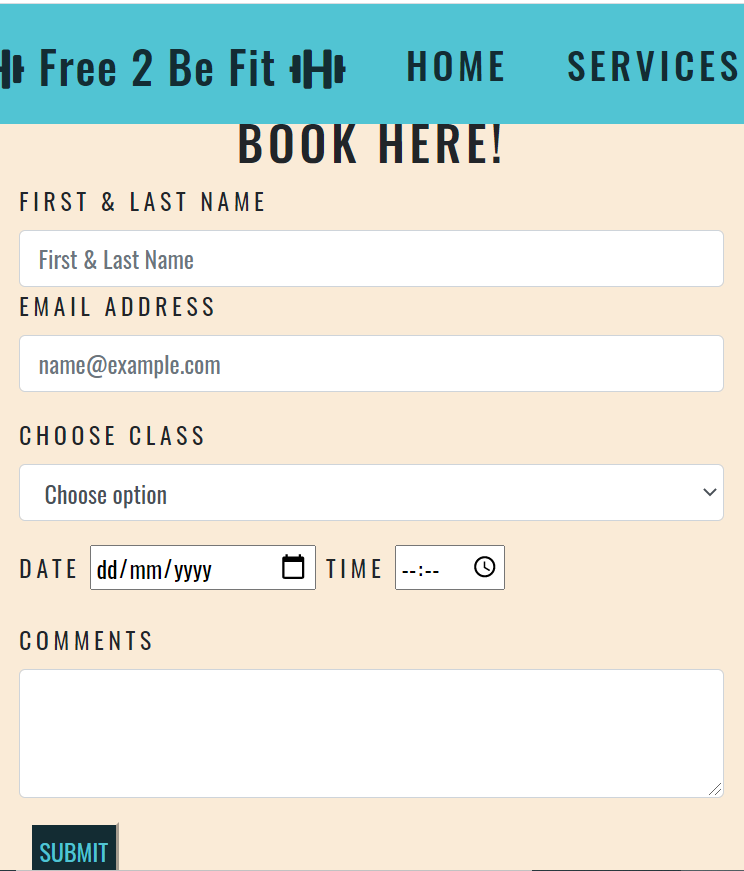 Free 2 Be Fit HOME SERVICES
BOOK HERE!
FIRST & LAST NAME
First & Last Name
EMAIL ADDRESS
name@example.com
CHOOSE CLASS
Choose option
DATE dd/mm/yyyy TIME --:--
COMMENTS
SUBMIT